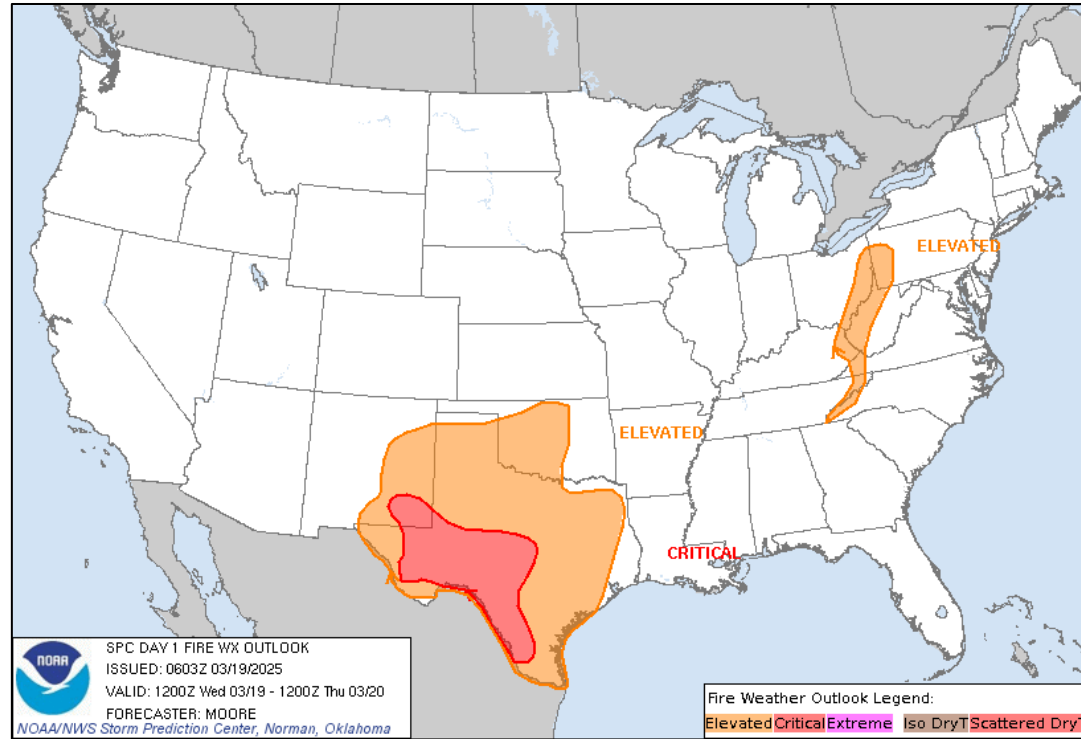 ELEVATED
ELEVATED
CRITICAL
NOAA
SPC DAY 1 FIRE WX OUTLOOK
ISSUED: 0603Z 03/19/2025
VALID: 1200Z Wed 03/19 - 1200Z Thu 03/20
FORECASTER: MOORE
NOAA/NWS Storm Prediction Center, Norman, Oklahoma
Fire Weather Outlook Legend:
Elevated Critical Extreme Iso DryT Scattered DryT